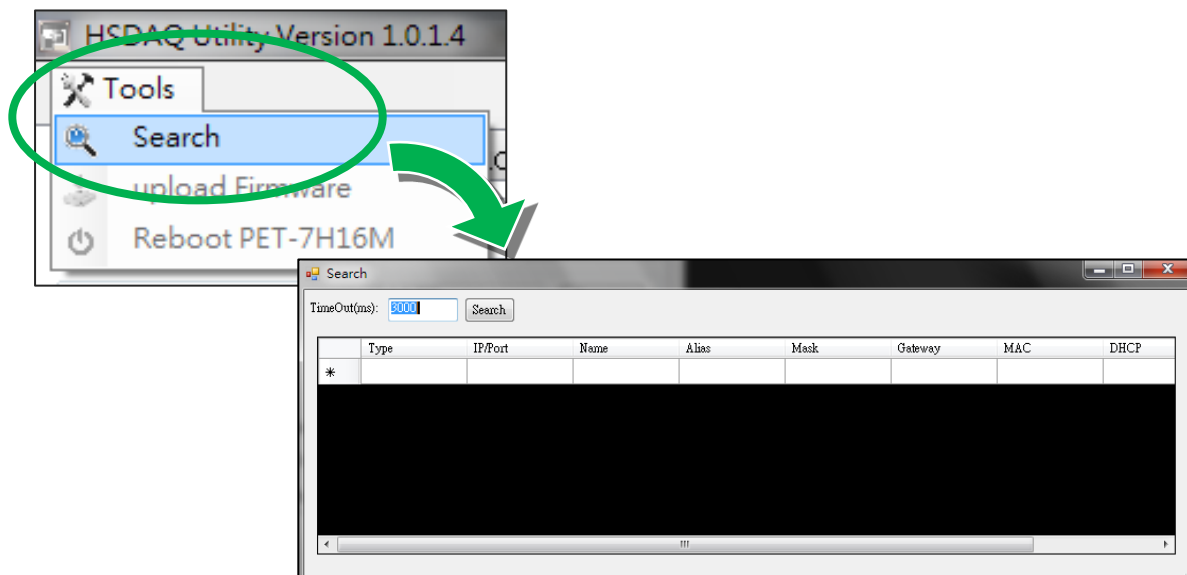 HSDAQ Utility Version 1.0.1.4
Tools
Search
upload Firmware
Reboot PET-7H16M
Search
TimeOut(ms): 3000 Search
Type IP/Port Name Alias Mask Gateway MAC DHCP
*